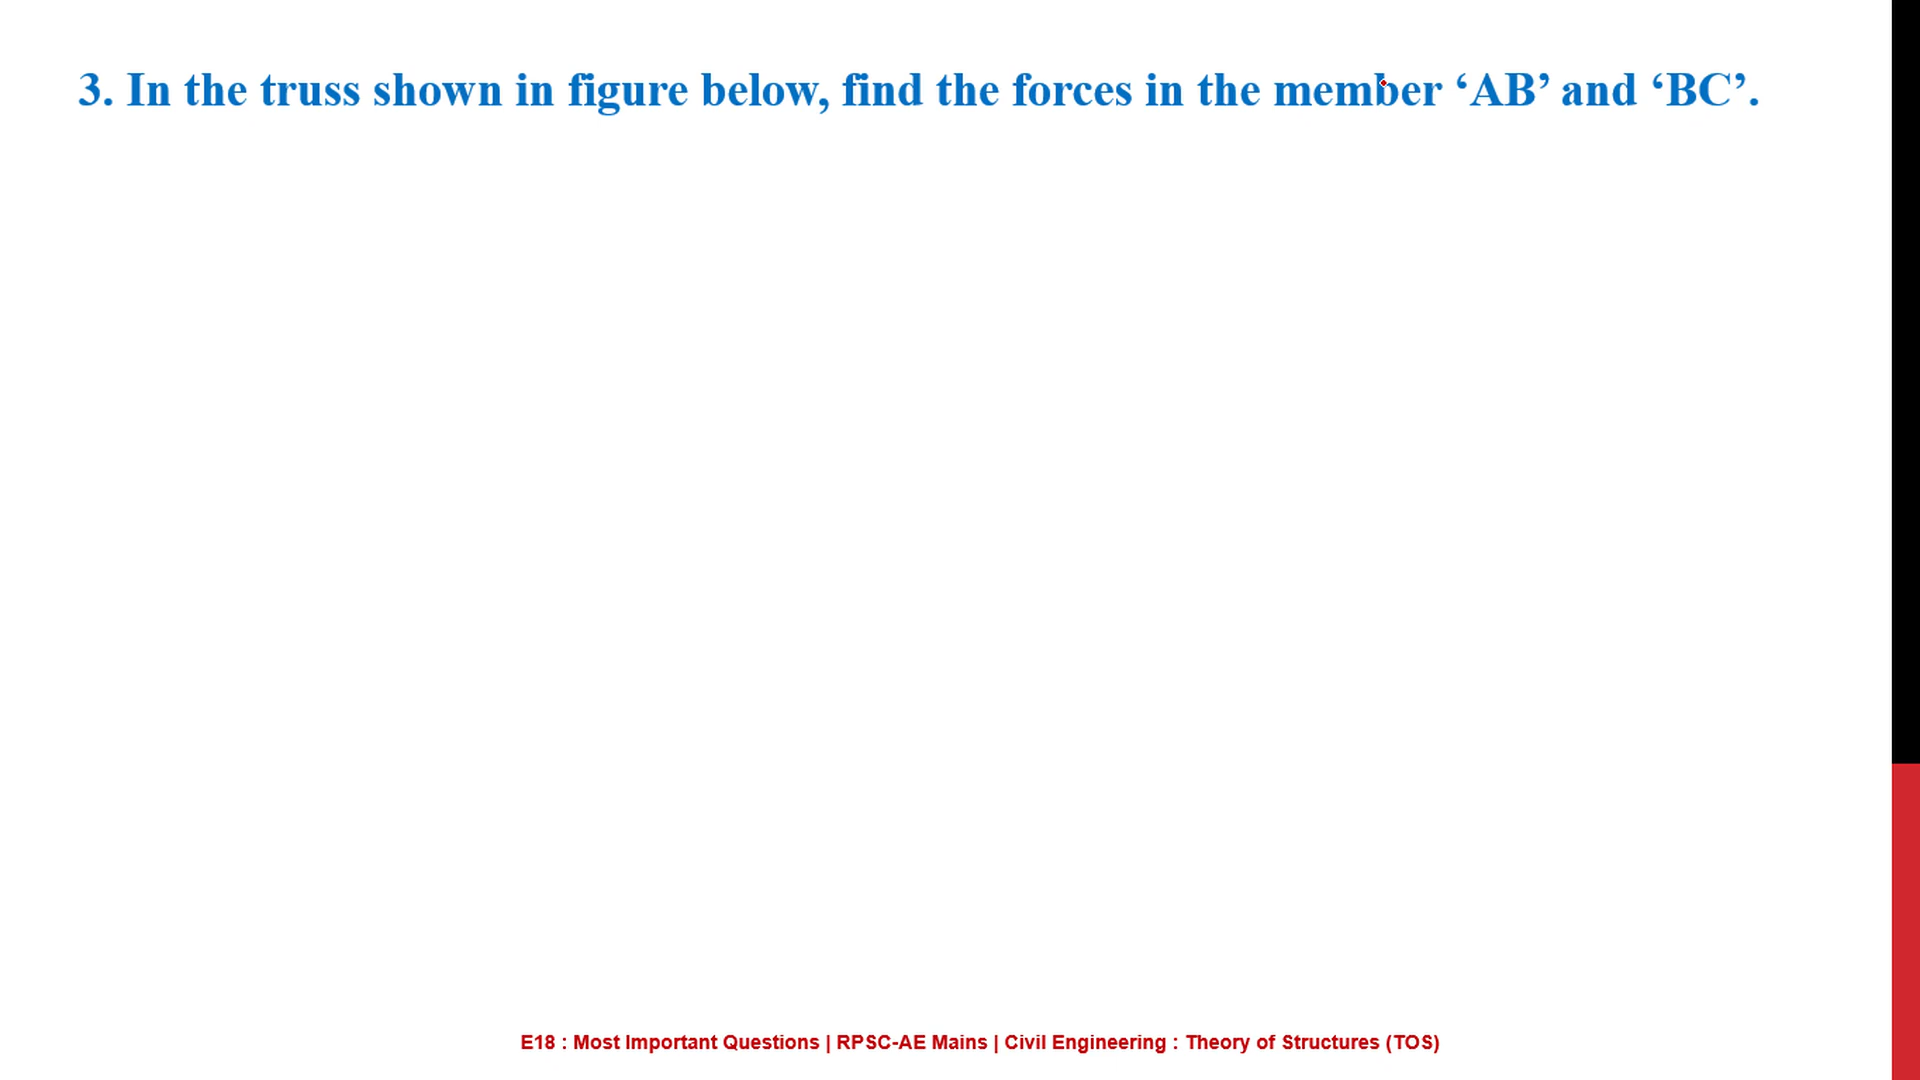 3. In the truss shown in figure below, find the forces in the member ‘AB’ and ‘BC’.
E18 : Most Important Questions | RPSC-AE Mains | Civil Engineering : Theory of Structures (TOS)